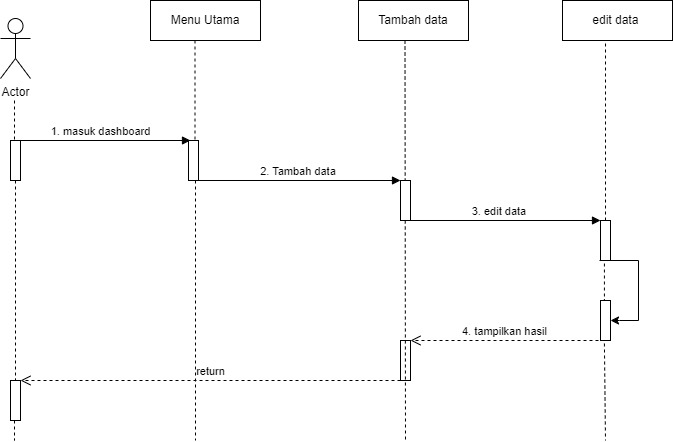 Menu Utama
Tambah data
edit data
Actor
1. masuk dashboard
2. Tambah data
3. edit data
4. tampilkan hasil
return